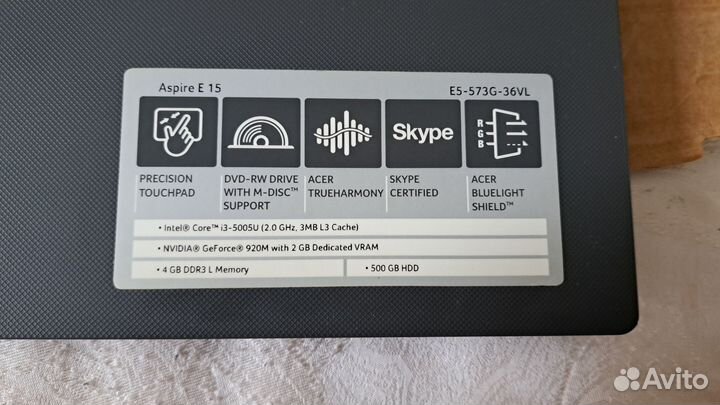 Aspire E 15 E5-573G-36VL
Skype
R
G
B
PRECISION TOUCHPAD
DVD-RW DRIVE WITH M-DISC™ SUPPORT
ACER TRUEHARMONY
SKYPE CERTIFIED
ACER BLUELIGHT SHIELD™
• Intel® Core™ i3-5005U (2.0 GHz, 3MB L3 Cache)
• NVIDIA® GeForce® 920M with 2 GB Dedicated VRAM
• 4 GB DDR3 L Memory • 500 GB HDD
Avito